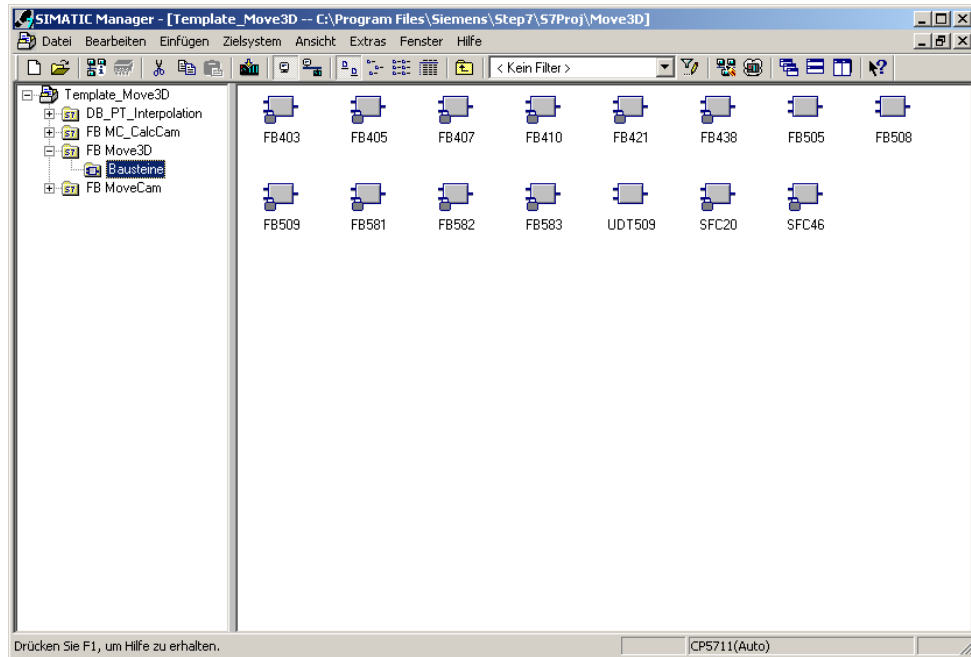 SIMATIC Manager - [Template_Move3D -- C:\Program Files\Siemens\Step7\S7Proj\Move3D]
Datei Bearbeiten Einfügen Zielsystem Ansicht Extras Fenster Hilfe
< Kein Filter >
Template_Move3D
DB_PT_Interpolation
FB MC_CalcCam
FB Move3D
Bausteine
FB MoveCam
FB403 FB405 FB407 FB410 FB421 FB438 FB505 FB508
FB509 FB581 FB582 FB583 UDT509 SFC20 SFC46
Drücken Sie F1, um Hilfe zu erhalten.
CP5711(Auto)